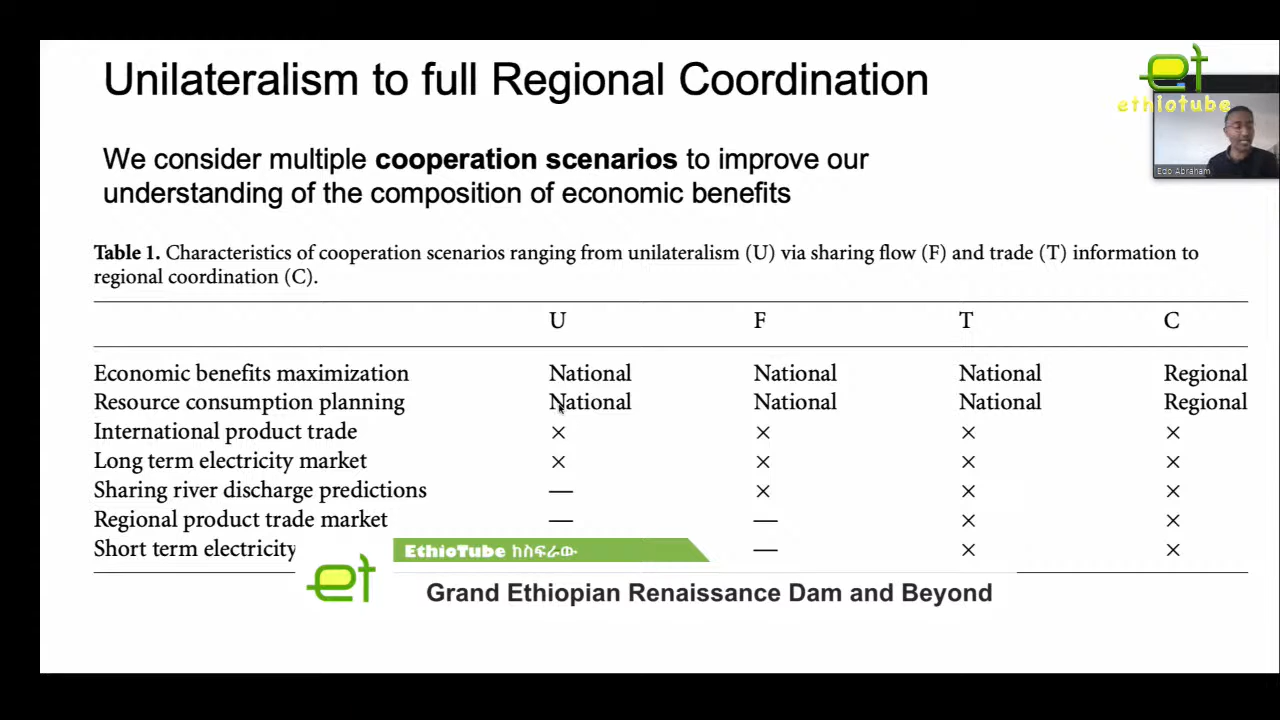 Unilateralism to full Regional Coordination
ethiotube
Edo Abraham
We consider multiple cooperation scenarios to improve our
understanding of the composition of economic benefits
Table 1. Characteristics of cooperation scenarios ranging from unilateralism (U) via sharing flow (F) and trade (T) information to
regional coordination (C).
U F T C
Economic benefits maximization National National National Regional
Resource consumption planning National National National Regional
International product trade × × × ×
Long term electricity market × × × ×
Sharing river discharge predictions — × × ×
Regional product trade market — — × ×
Short term electricity — × ×
EthioTube ከስፍራው
Grand Ethiopian Renaissance Dam and Beyond